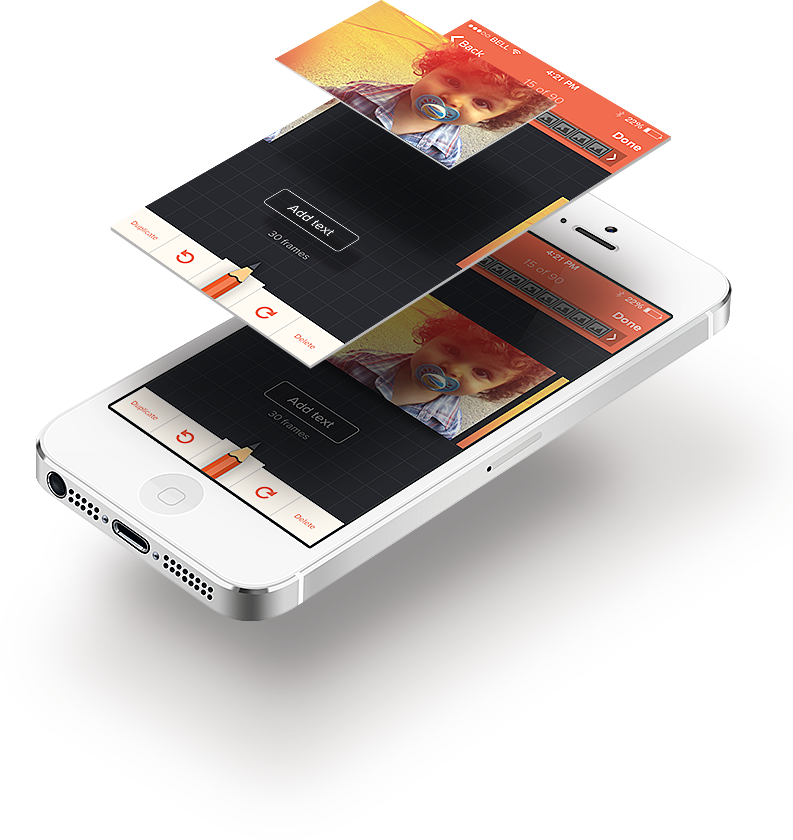 ●●●○○ BELL
4:21 PM
22%
Back
15 of 90
Done
Add text
30 frames
Duplicate
Delete
4:21 PM
22%
15 of 90
Done
Add text
30 frames
Duplicate
Delete